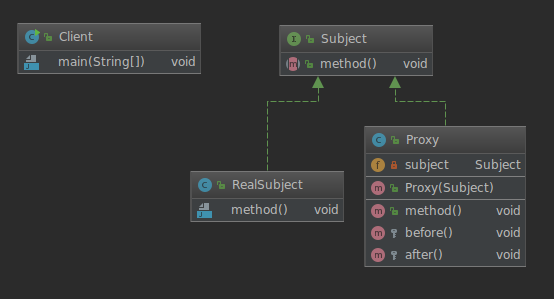 Client
main(String[]) void
Subject
method() void
RealSubject
method() void
Proxy
subject Subject
Proxy(Subject)
method() void
before() void
after() void